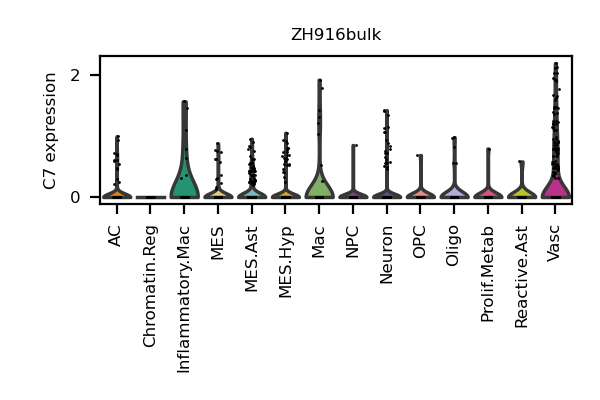 ZH916bulk
C7 expression
2
0
AC
Chromatin.Reg
Inflammatory.Mac
MES
MES.Ast
MES.Hyp
Mac
NPC
Neuron
OPC
Oligo
Prolif.Metab
Reactive.Ast
Vasc